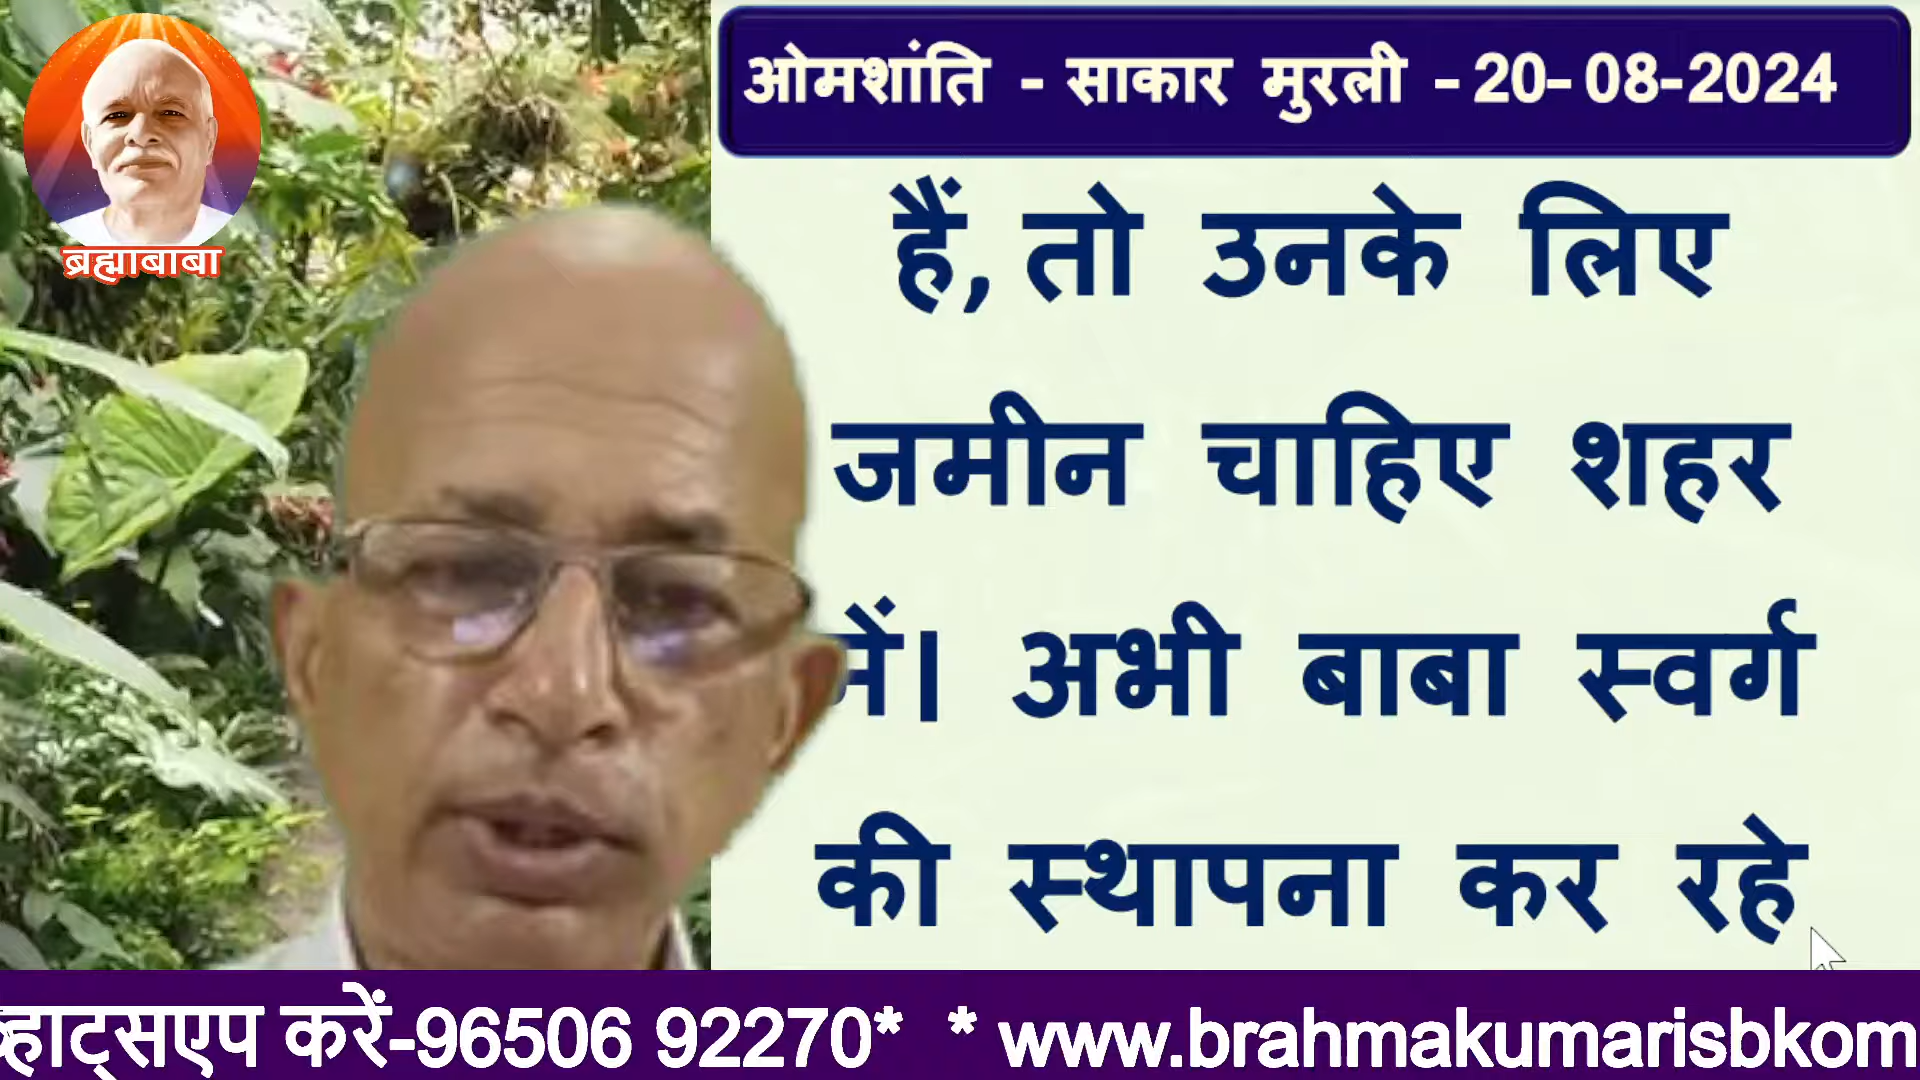 ओमशांति - साकार मुरली - 20-08-2024
ब्रह्माबाबा
हैं, तो उनके लिए
जमीन चाहिए शहर
में। अभी बाबा स्वर्ग
की स्थापना कर रहे
व्हाट्सएप करें-96506 92270* * www.brahmakumarisbkom